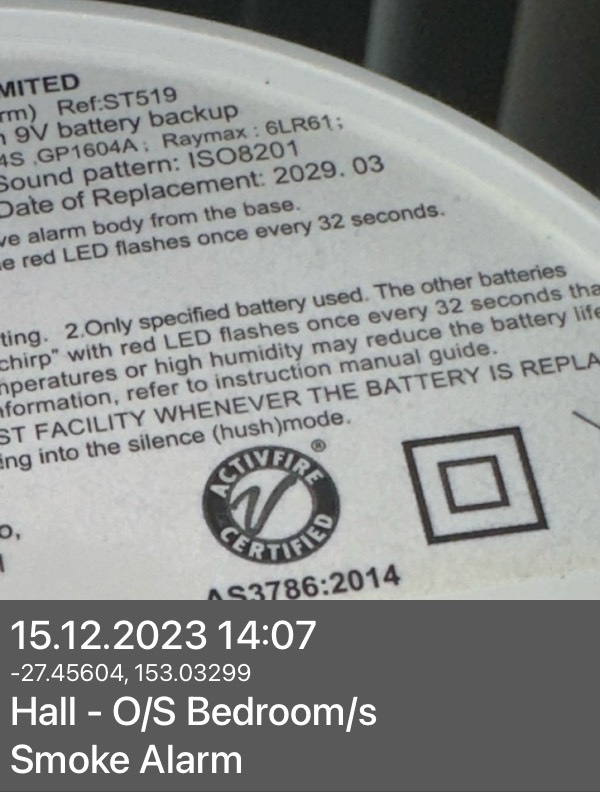 MITED
rm) Ref:ST519
9V battery backup
4S ,GP1604A; Raymax : 6LR61;
Sound pattern: ISO8201
Date of Replacement: 2029. 03
ve alarm body from the base.
e red LED flashes once every 32 seconds.
ting. 2.Only specified battery used. The other batteries
chirp" with red LED flashes once every 32 seconds tha
nperatures or high humidity may reduce the battery life
nformation, refer to instruction manual guide.
ST FACILITY WHENEVER THE BATTERY IS REPLA
ing into the silence (hush)mode.
ACTIVFIRE ®
CERTIFIED
o,
AS3786:2014
15.12.2023 14:07
-27.45604, 153.03299
Hall - O/S Bedroom/s
Smoke Alarm